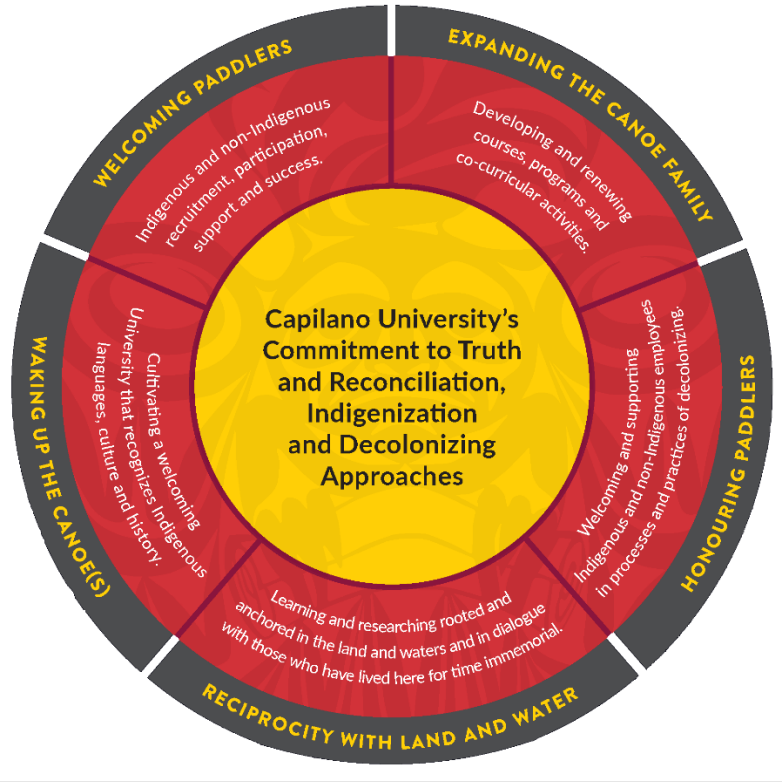 WELCOMING PADDLERS
Indigenous and non-Indigenous
recruitment, participation,
support and success.
EXPANDING THE CANOE FAMILY
Developing and renewing
courses, programs and
co-curricular activities.
HONOURING PADDLERS
Welcoming and supporting
Indigenous and non-Indigenous employees
in processes and practices of decolonizing.
RECIPROCITY WITH LAND AND WATER
Learning and researching rooted and
anchored in the land and waters and in dialogue
with those who have lived here for time immemorial.
WAKING UP THE CANOE(S)
Cultivating a welcoming
University that recognizes Indigenous
languages, culture and history.
Capilano University’s
Commitment to Truth
and Reconciliation,
Indigenization
and Decolonizing
Approaches